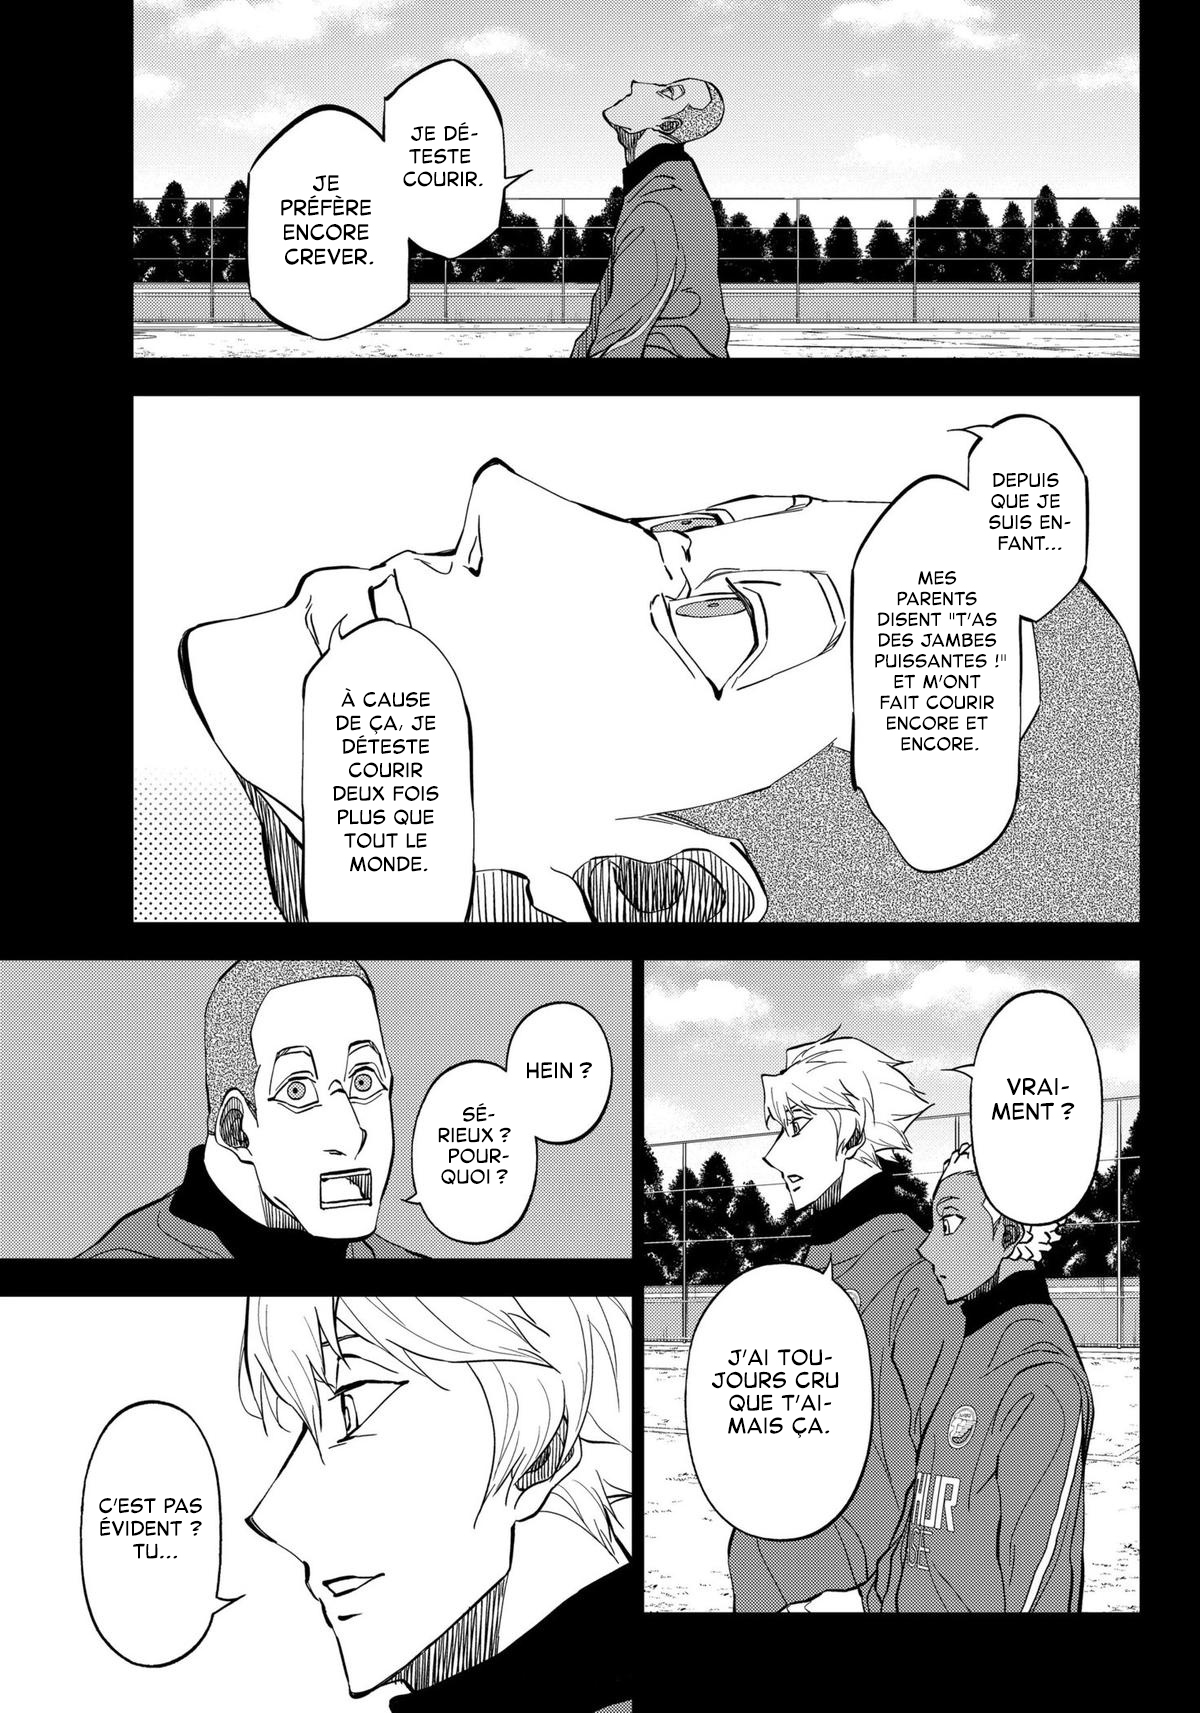 JE DÉ-
TESTE
COURIR.
JE
PRÉFÈRE
ENCORE
CREVER.
DEPUIS
QUE JE
SUIS EN-
FANT...
MES
PARENTS
DISENT "T'AS
DES JAMBES
PUISSANTES !"
ET M'ONT
FAIT COURIR
ENCORE ET
ENCORE.
À CAUSE
DE ÇA, JE
DÉTESTE
COURIR
DEUX FOIS
PLUS QUE
TOUT LE
MONDE.
VRAI-
MENT ?
J'AI TOU-
JOURS CRU
QUE T'AI-
MAIS ÇA.
HEIN ?
SÉ-
RIEUX ?
POUR-
QUOI ?
C'EST PAS
ÉVIDENT ?
TU...